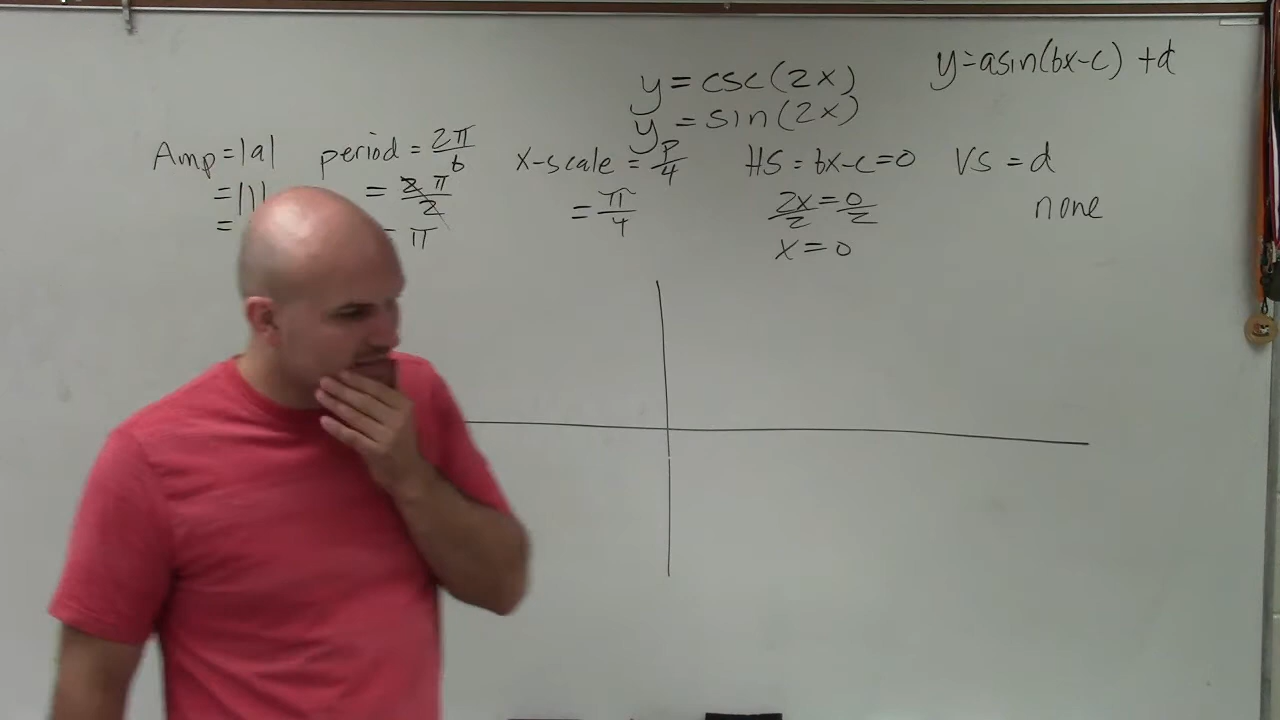 y = csc(2x)
y=asin(bx-c) +d
y = sin(2x)
Amp = |a|
= |1|
=
period = 2π/b
= 2π/2
= π
x-scale = P/4
= π/4
HS = bx-c=0
2x/2 = 0/2
x = 0
VS = d
none